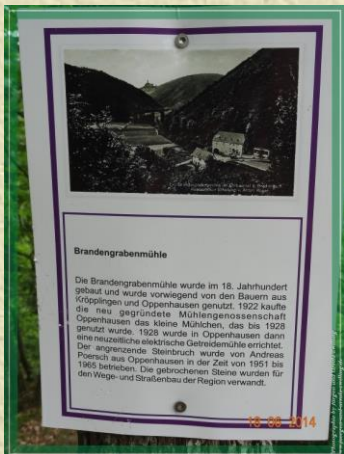 Brandengrabenmühle
Die Brandengrabenmühle wurde im 18. Jahrhundert
gebaut und wurde vorwiegend von den Bauern aus
Kröpplingen und Oppenhausen genutzt. 1922 kaufte
die neu gegründete Mühlengenossenschaft
Oppenhausen das kleine Mühlchen, das bis 1928
genutzt wurde. 1928 wurde in Oppenhausen dann
eine neuzeitliche elektrische Getreidemühle errichtet.
Der angrenzende Steinbruch wurde von Andreas
Poersch aus Oppenhausen in der Zeit von 1951 bis
1965 betrieben. Die gebrochenen Steine wurden für
den Wege- und Straßenbau der Region verwandt.
18 06 2014